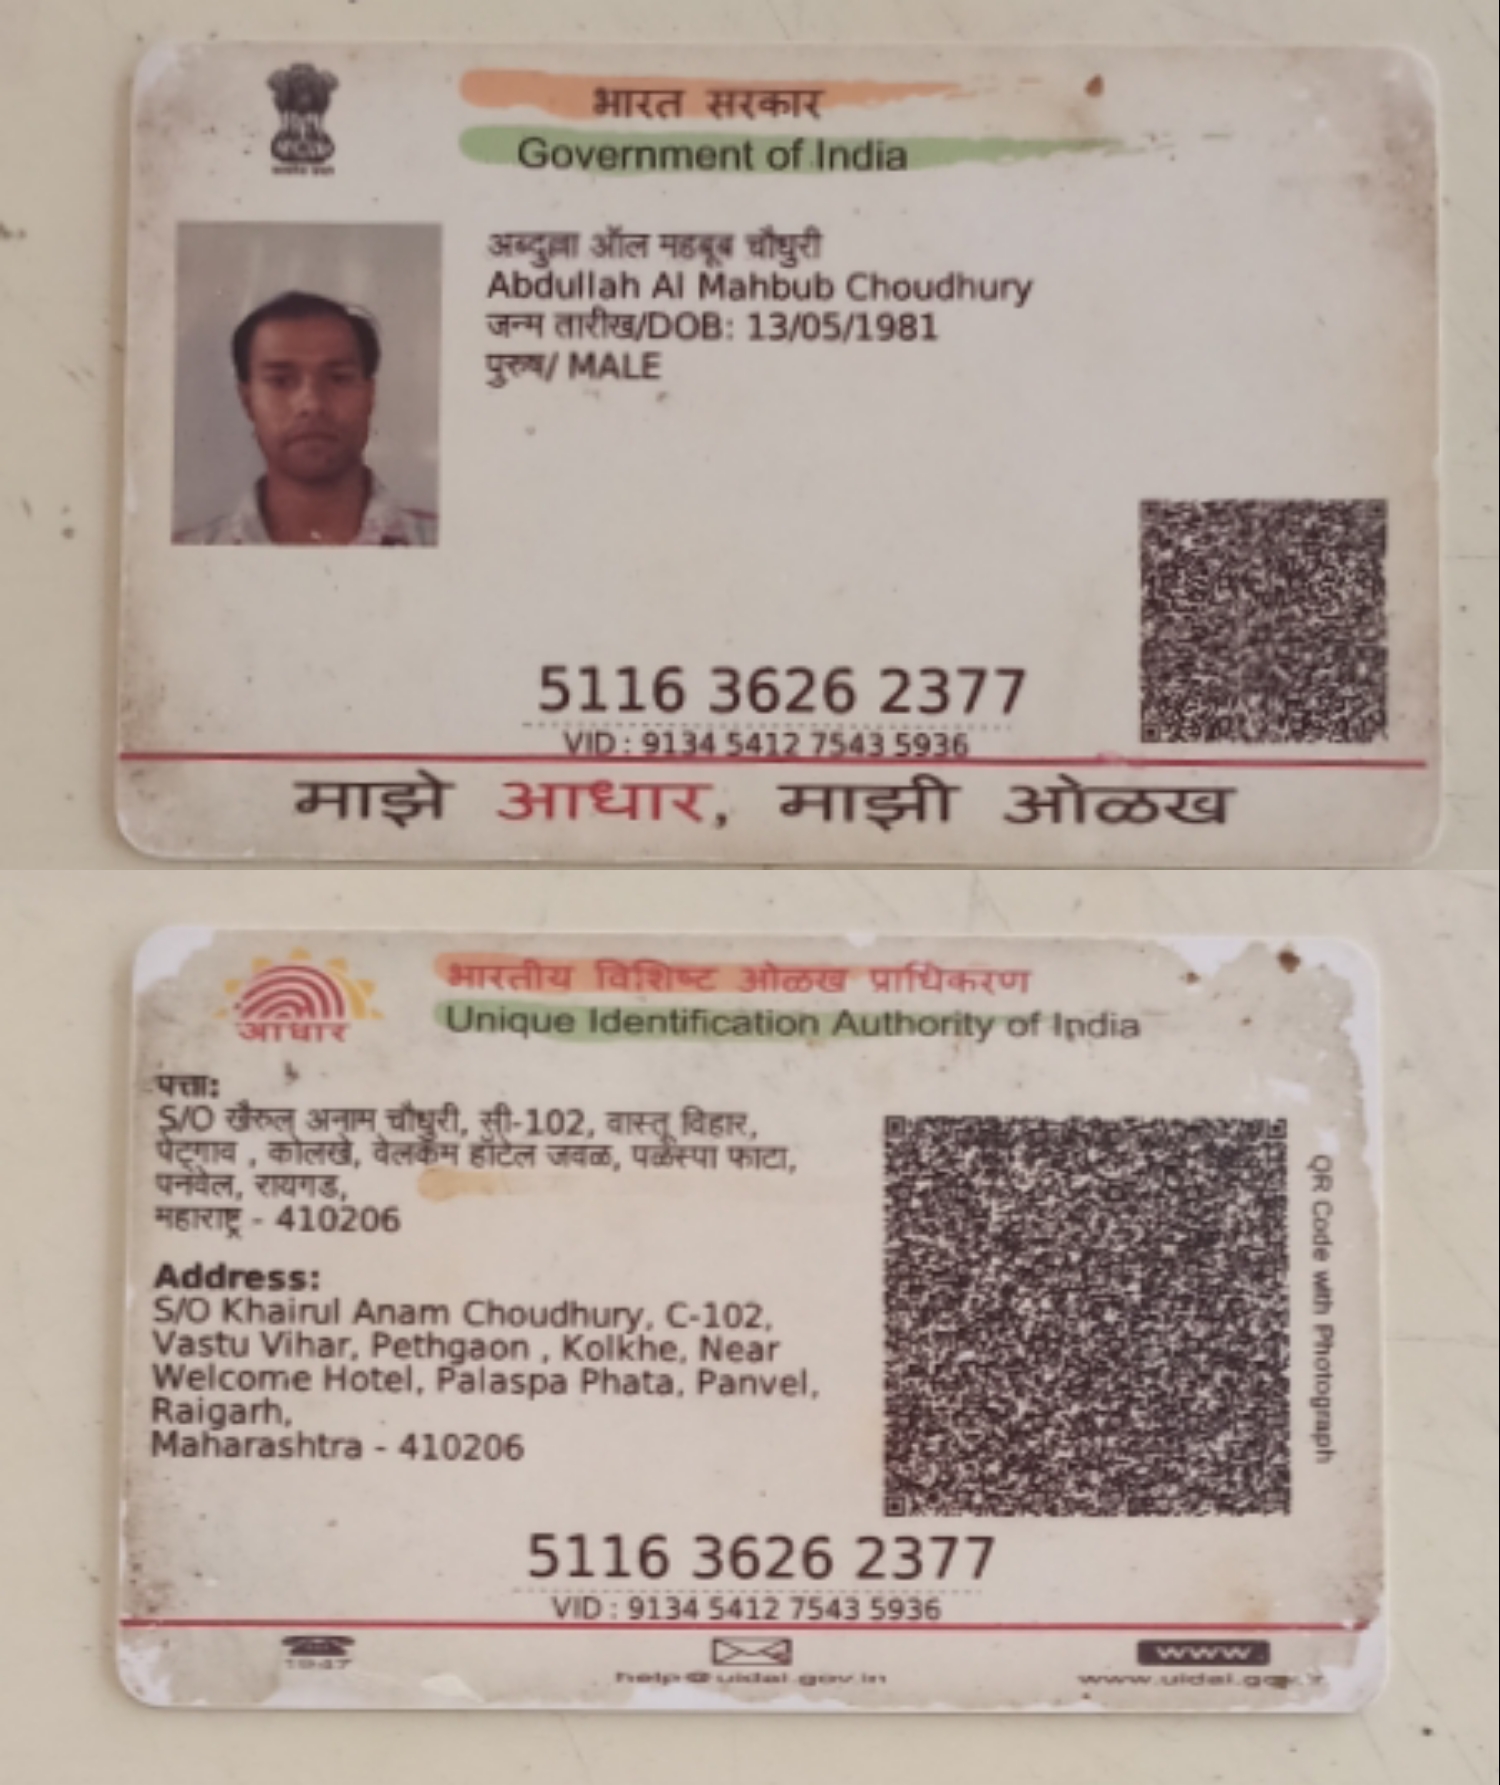 भारत सरकार
Government of India
अब्दुल्ला ऑल महबूब चौधुरी
Abdullah Al Mahbub Choudhury
जन्म तारीख/DOB: 13/05/1981
पुरुष/ MALE
5116 3626 2377
VID : 9134 5412 7543 5936
माझे आधार, माझी ओळख
भारतीय विशिष्ट ओळख प्राधिकरण
Unique Identification Authority of India
आधार
पत्ता:
S/O खैरुल अनाम चौधुरी, सी-102, वास्तू विहार,
पेट्गाव , कोलखे, वेलकम हॉटेल जवळ, पळस्पा फाटा,
पनवेल, रायगड,
महाराष्ट्र - 410206
Address:
S/O Khairul Anam Choudhury, C-102,
Vastu Vihar, Pethgaon , Kolkhe, Near
Welcome Hotel, Palaspa Phata, Panvel,
Raigarh,
Maharashtra - 410206
QR Code with Photograph
5116 3626 2377
VID : 9134 5412 7543 5936
1947
help@uidai.gov.in
www.